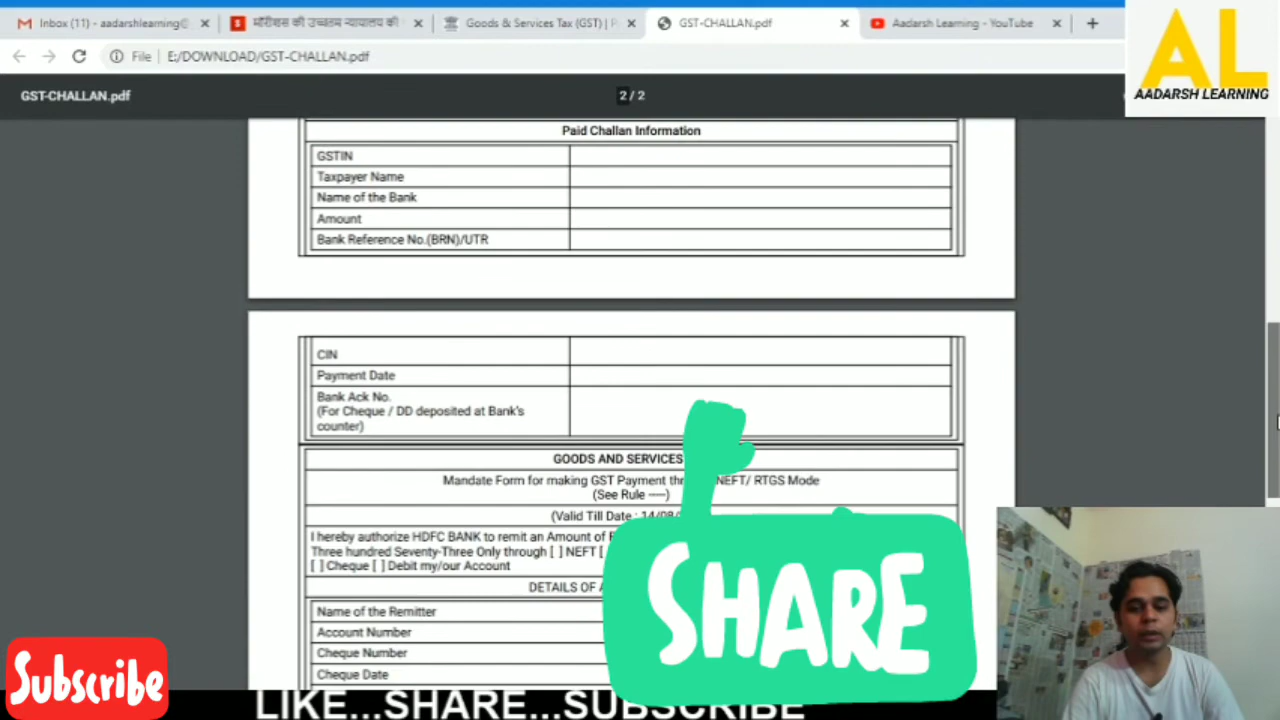 Inbox (11) - aadarshlearning@
मॉरीशस की उच्चतम न्यायालय की
Goods & Services Tax (GST) |
GST-CHALLAN.pdf
Aadarsh Learning - YouTube
AL
AADARSH LEARNING
File | E:/DOWNLOAD/GST-CHALLAN.pdf
GST-CHALLAN.pdf
2 / 2
Paid Challan Information
GSTIN
Taxpayer Name
Name of the Bank
Amount
Bank Reference No.(BRN)/UTR
CIN
Payment Date
Bank Ack No.
(For Cheque / DD deposited at Bank's
counter)
GOODS AND SERVICES
Mandate Form for making GST Payment NEFT/ RTGS Mode
(See Rule ----)
(Valid Till Date : 14/08/
I hereby authorize HDFC BANK to remit an Amount of
Three hundred Seventy-Three Only through [ ] NEFT [
[ ] Cheque [ ] Debit my/our Account
DETAILS OF
Name of the Remitter
Account Number
Cheque Number
Cheque Date
SHARE
Subscribe
LIKE...SHARE...SUBSCRIBE